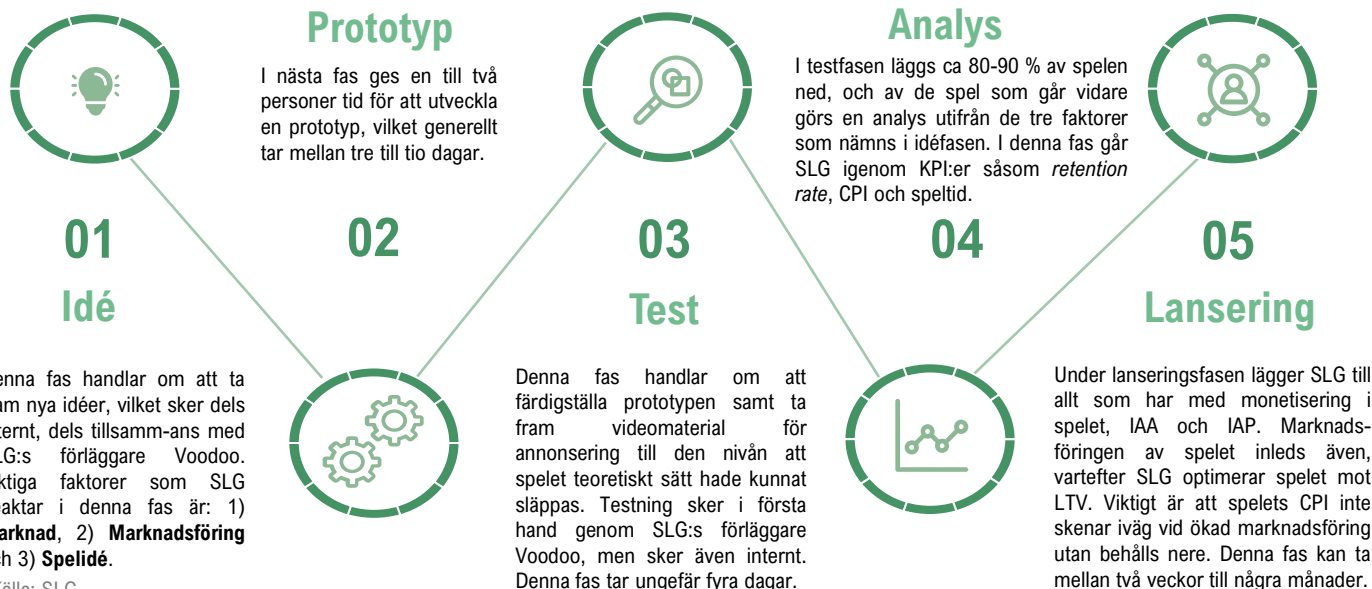 01
Idé
enna fas handlar om att ta
am nya idéer, vilket sker dels
ternt, dels tillsamm-ans med
LG:s förläggare Voodoo.
ktiga faktorer som SLG
eaktar i denna fas är: 1)
arknad, 2) Marknadsföring
ch 3) Spelidé.
Källa: SLG
Prototyp
I nästa fas ges en till två
personer tid för att utveckla
en prototyp, vilket generellt
tar mellan tre till tio dagar.
02
03
Test
Denna fas handlar om att
färdigställa prototypen samt ta
fram videomaterial för
annonsering till den nivån att
spelet teoretiskt sätt hade kunnat
släppas. Testning sker i första
hand genom SLG:s förläggare
Voodoo, men sker även internt.
Denna fas tar ungefär fyra dagar.
Analys
I testfasen läggs ca 80-90 % av spelen
ned, och av de spel som går vidare
görs en analys utifrån de tre faktorer
som nämns i idéfasen. I denna fas går
SLG igenom KPI:er såsom retention
rate, CPI och speltid.
04
05
Lansering
Under lanseringsfasen lägger SLG till
allt som har med monetisering i
spelet, IAA och IAP. Marknads-
föringen av spelet inleds även,
vartefter SLG optimerar spelet mot
LTV. Viktigt är att spelets CPI inte
skenar iväg vid ökad marknadsföring
utan behålls nere. Denna fas kan ta
mellan två veckor till några månader.